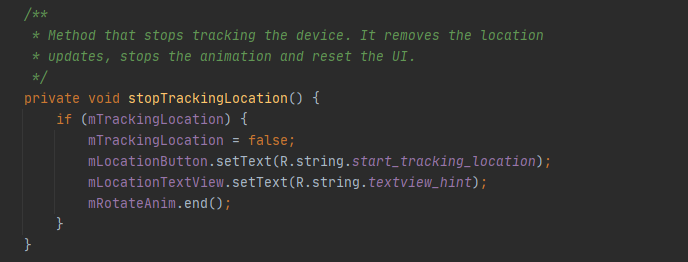 /**
 * Method that stops tracking the device. It removes the location
 * updates, stops the animation and reset the UI.
 */
private void stopTrackingLocation() {
    if (mTrackingLocation) {
        mTrackingLocation = false;
        mLocationButton.setText(R.string.start_tracking_location);
        mLocationTextView.setText(R.string.textview_hint);
        mRotateAnim.end();
    }
}